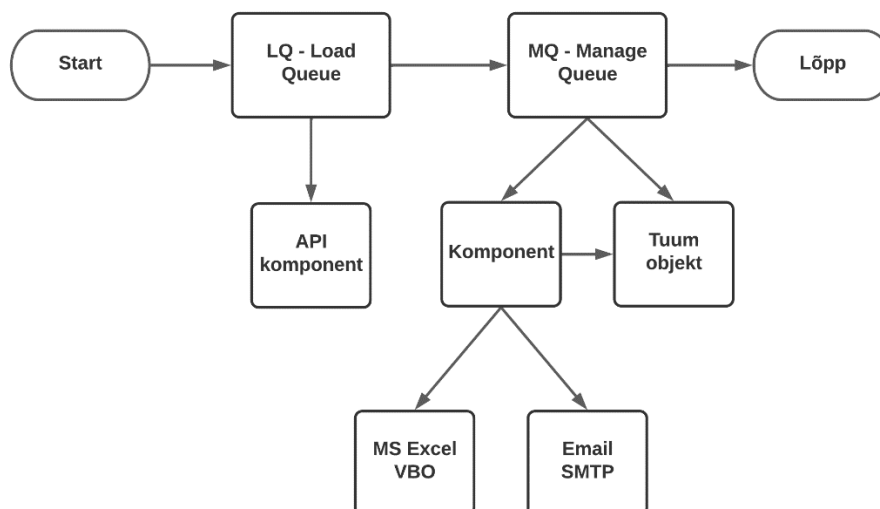 Start
LQ - Load
Queue
MQ - Manage
Queue
Lõpp
API
komponent
Komponent
Tuum
objekt
MS Excel
VBO
Email
SMTP